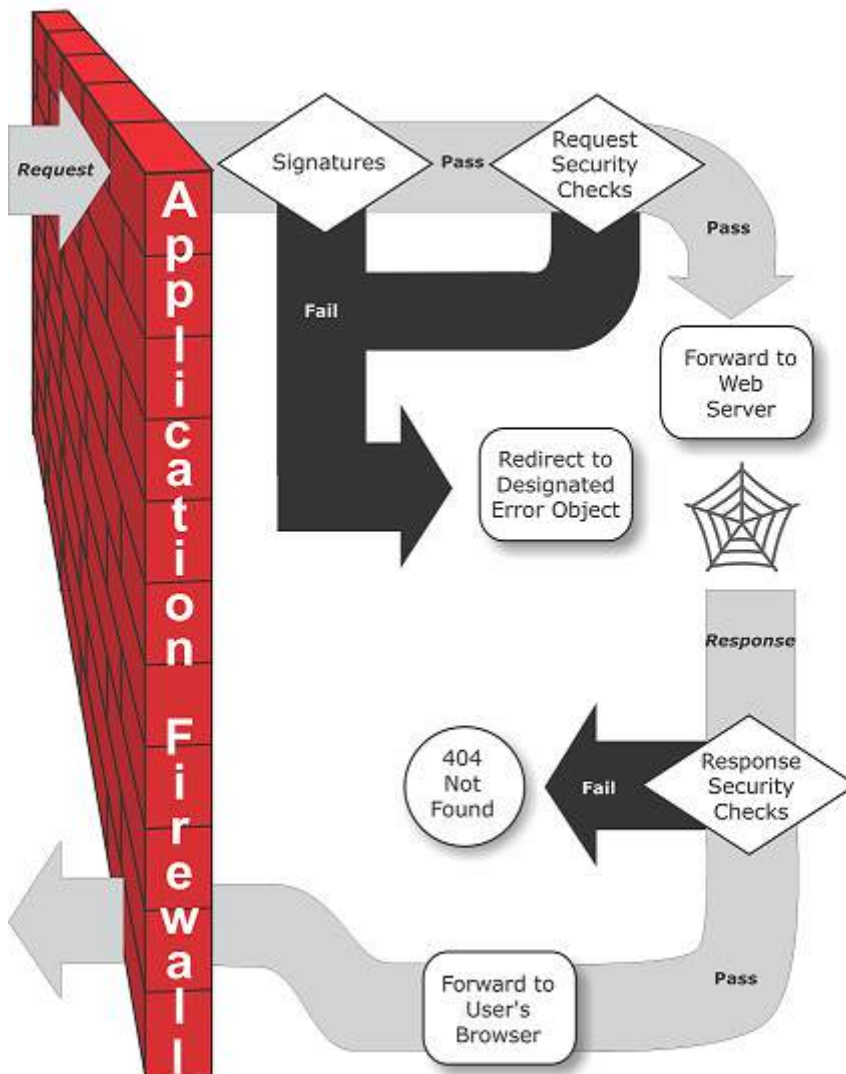 Request
Signatures
Pass
Request
Security
Checks
Pass
Fail
Forward to
Web
Server
Redirect to
Designated
Error Object
Application Firewall
Response
404
Not
Found
Fail
Response
Security
Checks
Pass
Forward to
User's
Browser